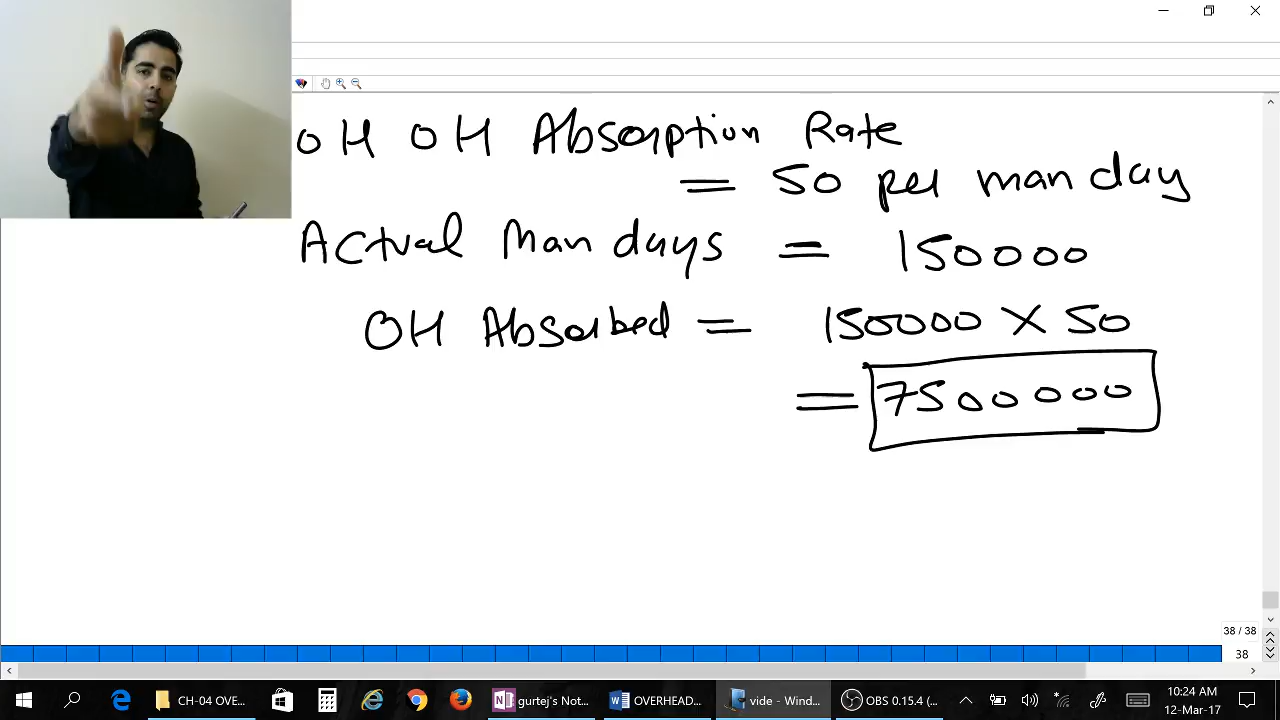 OH OH Absorption Rate
= 50 per man day
Actual Man days = 150000
OH Absorbed = 150000 X 50
= 7500000
38 / 38
38
CH-04 OVE...
gurtej's Not...
OVERHEAD...
vide - Wind...
OBS 0.15.4 (...
10:24 AM
12-Mar-17